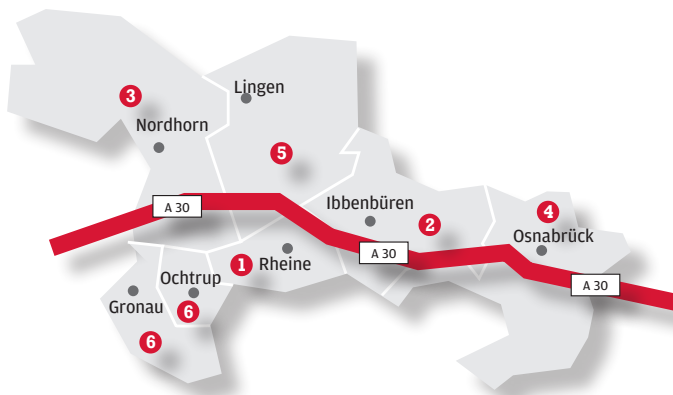 Lingen
3
Nordhorn
5
A 30
Ibbenbüren
2
4
Osnabrück
A 30
A 30
1
Rheine
Ochtrup
Gronau
6
6